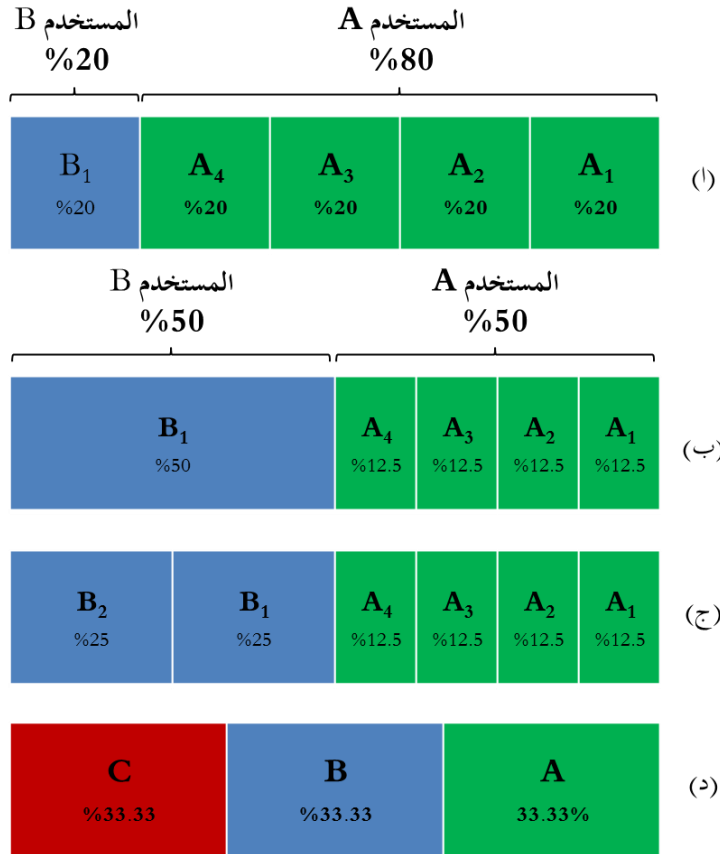 المستخدم A
%80
المستخدم B
%20
(ا)
A₁
%20
A₂
%20
A₃
%20
A₄
%20
B₁
%20
المستخدم A
%50
المستخدم B
%50
(ب)
A₁
%12.5
A₂
%12.5
A₃
%12.5
A₄
%12.5
B₁
%50
(ج)
A₁
%12.5
A₂
%12.5
A₃
%12.5
A₄
%12.5
B₁
%25
B₂
%25
(د)
A
33.33%
B
%33.33
C
%33.33